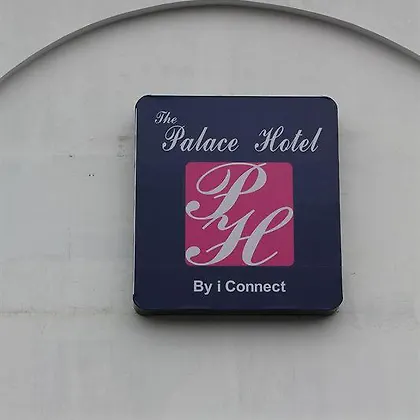 The
Palace Hotel
PH
By i Connect